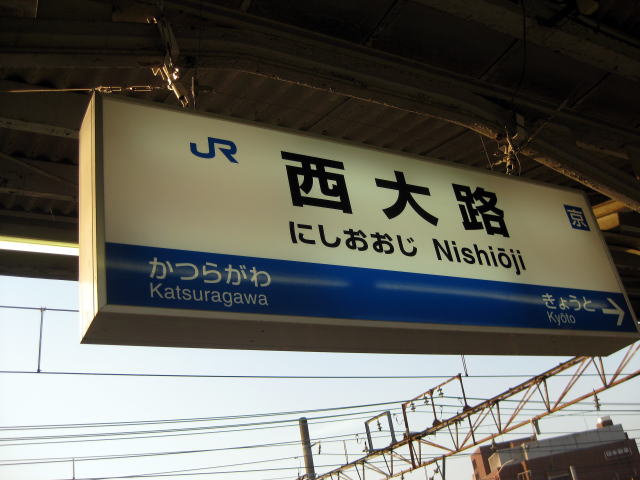 JR 西大路 京
にしおおじ Nishiōji
かつらがわ きょうと →
Katsuragawa Kyōto